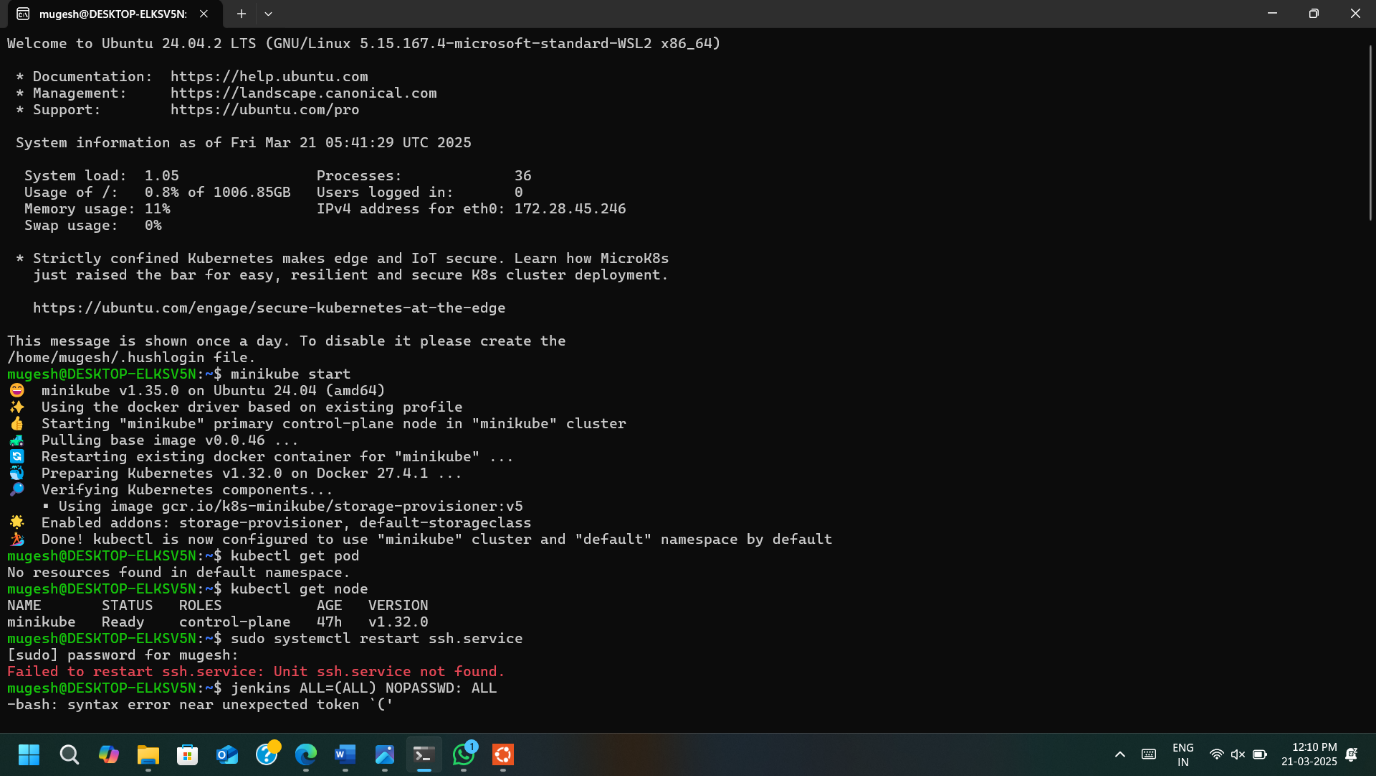 mugesh@DESKTOP-ELKSV5N:
Welcome to Ubuntu 24.04.2 LTS (GNU/Linux 5.15.167.4-microsoft-standard-WSL2 x86_64)
* Documentation:  https://help.ubuntu.com
* Management:     https://landscape.canonical.com
* Support:        https://ubuntu.com/pro
System information as of Fri Mar 21 05:41:29 UTC 2025
System load:  1.05                Processes:             36
Usage of /:   0.8% of 1006.85GB   Users logged in:       0
Memory usage: 11%                 IPv4 address for eth0: 172.28.45.246
Swap usage:   0%
* Strictly confined Kubernetes makes edge and IoT secure. Learn how MicroK8s
just raised the bar for easy, resilient and secure K8s cluster deployment.
https://ubuntu.com/engage/secure-kubernetes-at-the-edge
This message is shown once a day. To disable it please create the
/home/mugesh/.hushlogin file.
mugesh@DESKTOP-ELKSV5N:~$ minikube start
😄  minikube v1.35.0 on Ubuntu 24.04 (amd64)
✨  Using the docker driver based on existing profile
👍  Starting "minikube" primary control-plane node in "minikube" cluster
🚜  Pulling base image v0.0.46 ...
🔄  Restarting existing docker container for "minikube" ...
🐳  Preparing Kubernetes v1.32.0 on Docker 27.4.1 ...
🔎  Verifying Kubernetes components...
▪ Using image gcr.io/k8s-minikube/storage-provisioner:v5
🌟  Enabled addons: storage-provisioner, default-storageclass
🏄  Done! kubectl is now configured to use "minikube" cluster and "default" namespace by default
mugesh@DESKTOP-ELKSV5N:~$ kubectl get pod
No resources found in default namespace.
mugesh@DESKTOP-ELKSV5N:~$ kubectl get node
NAME       STATUS   ROLES           AGE   VERSION
minikube   Ready    control-plane   47h   v1.32.0
mugesh@DESKTOP-ELKSV5N:~$ sudo systemctl restart ssh.service
[sudo] password for mugesh:
Failed to restart ssh.service: Unit ssh.service not found.
mugesh@DESKTOP-ELKSV5N:~$ jenkins ALL=(ALL) NOPASSWD: ALL
-bash: syntax error near unexpected token `('
1
ENG
IN
12:10 PM
21-03-2025